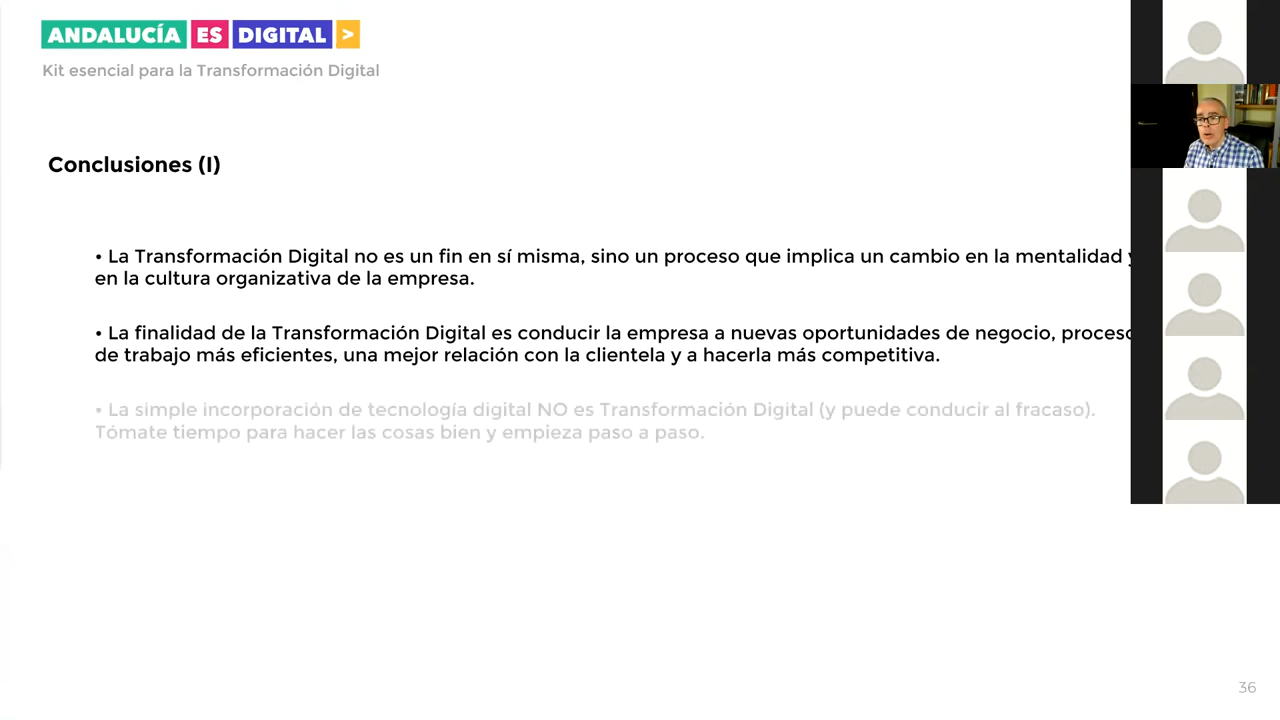 ANDALUCÍA ES DIGITAL >
Kit esencial para la Transformación Digital
Conclusiones (I)
• La Transformación Digital no es un fin en sí misma, sino un proceso que implica un cambio en la mentalidad y
en la cultura organizativa de la empresa.
• La finalidad de la Transformación Digital es conducir la empresa a nuevas oportunidades de negocio,
de trabajo más eficientes, una mejor relación con la clientela y a hacerla más competitiva.
• La simple incorporación de tecnología digital NO es Transformación Digital (y puede conducir al fracaso).
Tómate tiempo para hacer las cosas bien y empieza paso a paso.
36